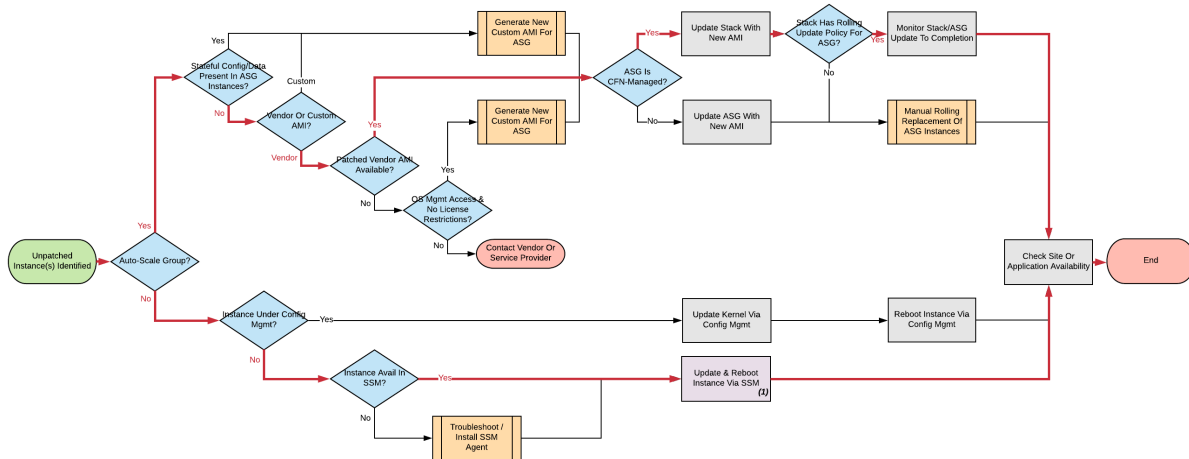 Generate New
Custom AMI For
ASG
Update Stack With
New AMI
Stack Has Rolling
Update Policy For
ASG?
Monitor Stack/ASG
Update To Completion
Yes
Yes
Yes
Stateful Config/Data
Present In ASG
Instances?
ASG Is
CFN-Managed?
No
Custom
No
Vendor Or Custom
AMI?
Yes
Generate New
Custom AMI For
ASG
No
Update ASG With
New AMI
Manual Rolling
Replacement Of
ASG Instances
Vendor
Patched Vendor AMI
Available?
Yes
No
OS Mgmt Access &
No License
Restrictions?
Yes
No
Contact Vendor Or
Service Provider
Unpatched
Instance(s) Identified
Auto-Scale Group?
Check Site Or
Application Availability
End
No
Instance Under Config
Mgmt?
Yes
Update Kernel Via
Config Mgmt
Reboot Instance Via
Config Mgmt
No
Instance Avail In
SSM?
Yes
Update & Reboot
Instance Via SSM
(1)
No
Troubleshoot /
Install SSM
Agent